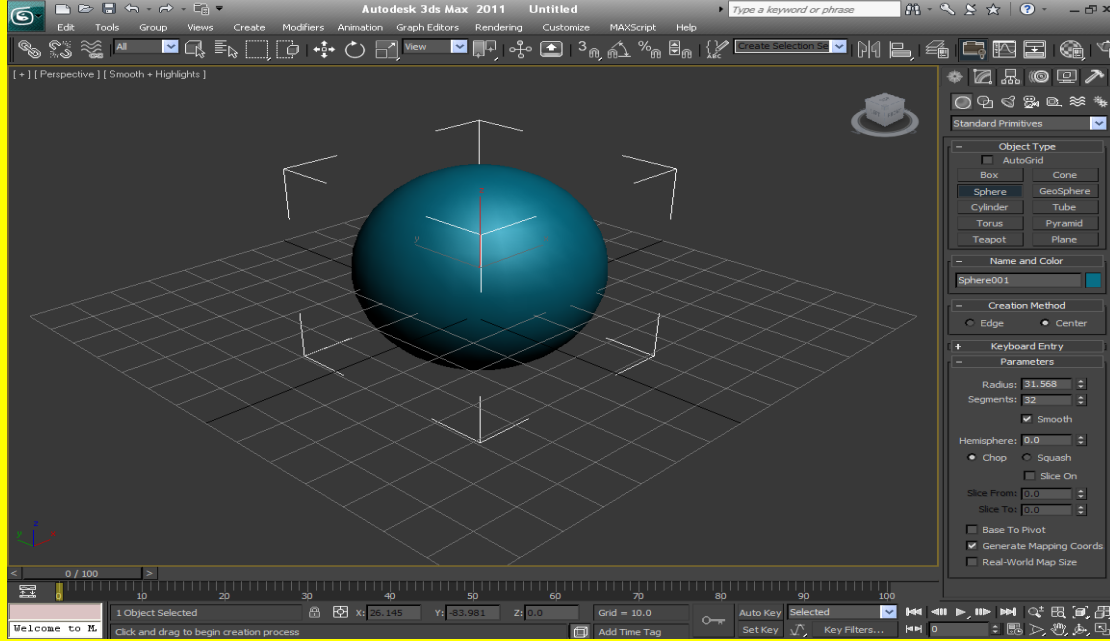 Autodesk 3ds Max 2011 Untitled
Type a keyword or phrase
Edit Tools Group Views Create Modifiers Animation Graph Editors Rendering Customize MAXScript Help
All View 3 Create Selection Se
[ + ] [ Perspective ] [ Smooth + Highlights ]
Standard Primitives
Object Type
AutoGrid
Box Cone
Sphere GeoSphere
Cylinder Tube
Torus Pyramid
Teapot Plane
Name and Color
Sphere001
Creation Method
Edge Center
Keyboard Entry
Parameters
Radius: 31.568
Segments: 32
Smooth
Hemisphere: 0.0
Chop Squash
Slice On
Slice From: 0.0
Slice To: 0.0
Base To Pivot
Generate Mapping Coords
Real-World Map Size
y
z
0 / 100
0 10 20 30 40 50 60 70 80 90 100
1 Object Selected X: 26.145 Y: -83.981 Z: 0.0 Grid = 10.0 Auto Key Selected
Welcome to M Click and drag to begin creation process Add Time Tag Set Key Key Filters... 0